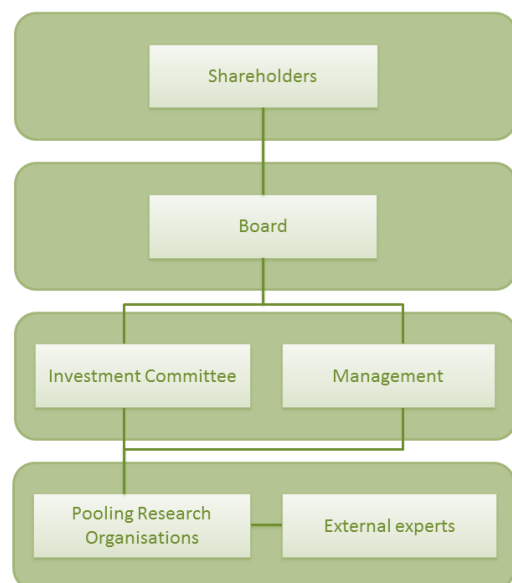 Shareholders
Board
Investment Committee
Management
Pooling Research
Organisations
External experts